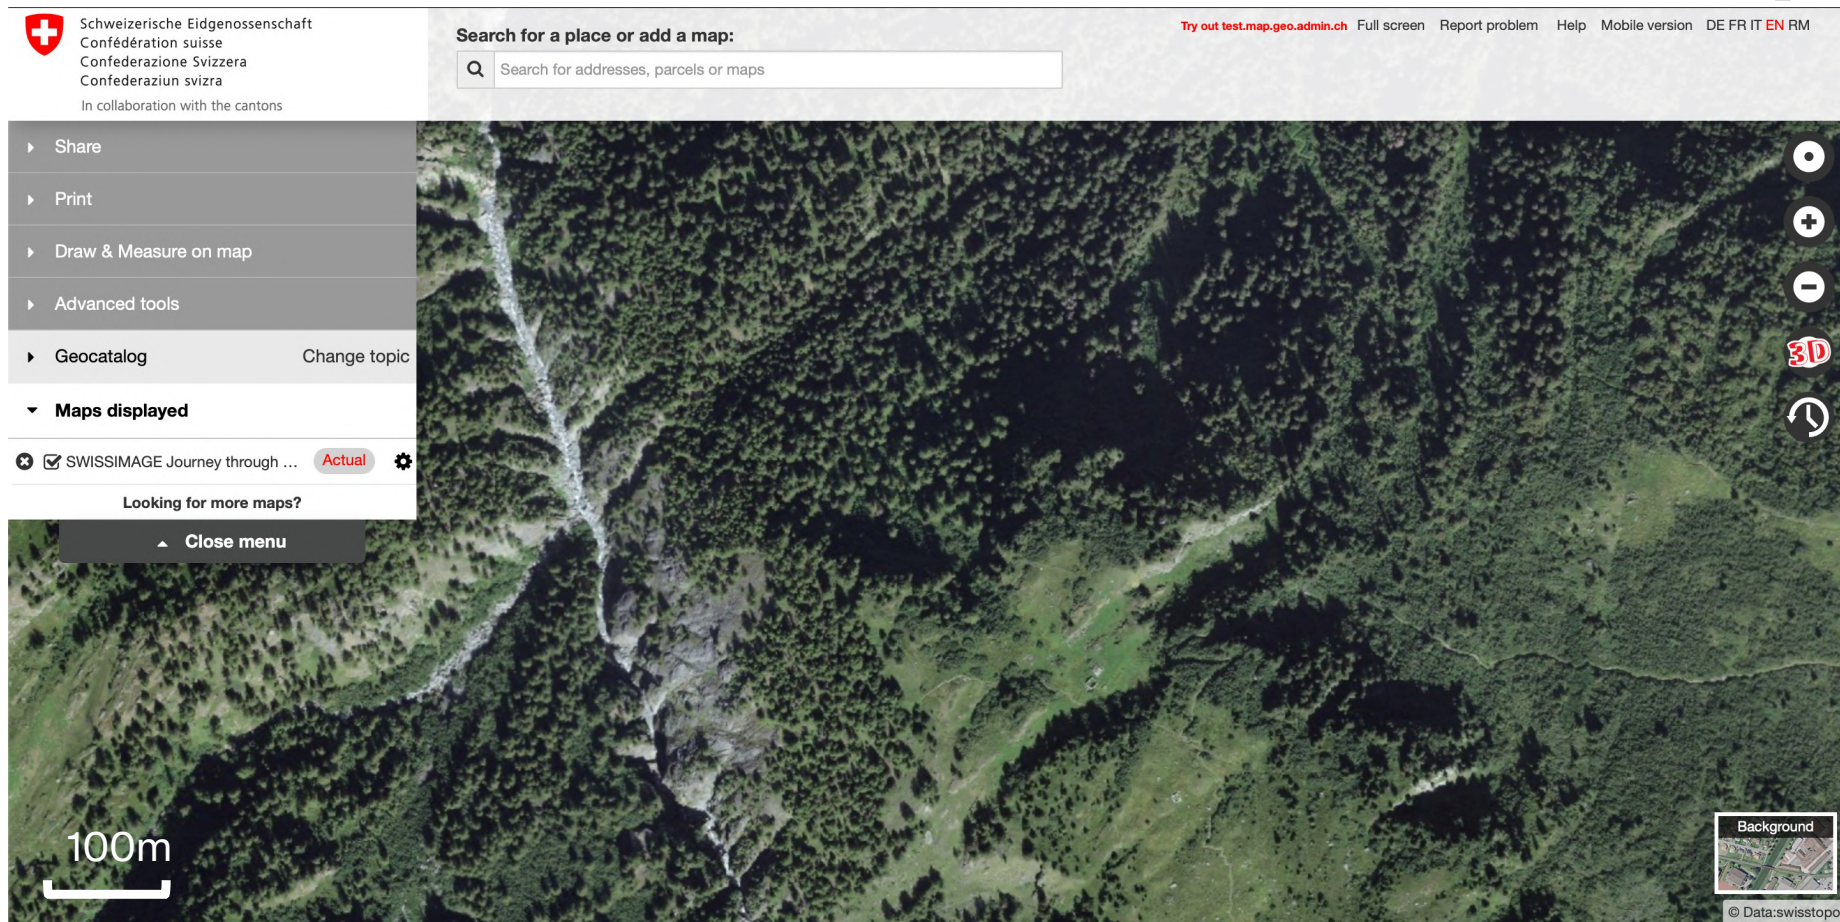 Schweizerische Eidgenossenschaft
Confédération suisse
Confederazione Svizzera
Confederaziun svizra
In collaboration with the cantons
Search for a place or add a map:
Search for addresses, parcels or maps
Try out test.map.geo.admin.ch Full screen Report problem Help Mobile version DE FR IT EN RM
Share
Print
Draw & Measure on map
Advanced tools
Geocatalog Change topic
Maps displayed
SWISSIMAGE Journey through ... Actual
Looking for more maps?
Close menu
3D
100m
Background
© Data:swisstopo